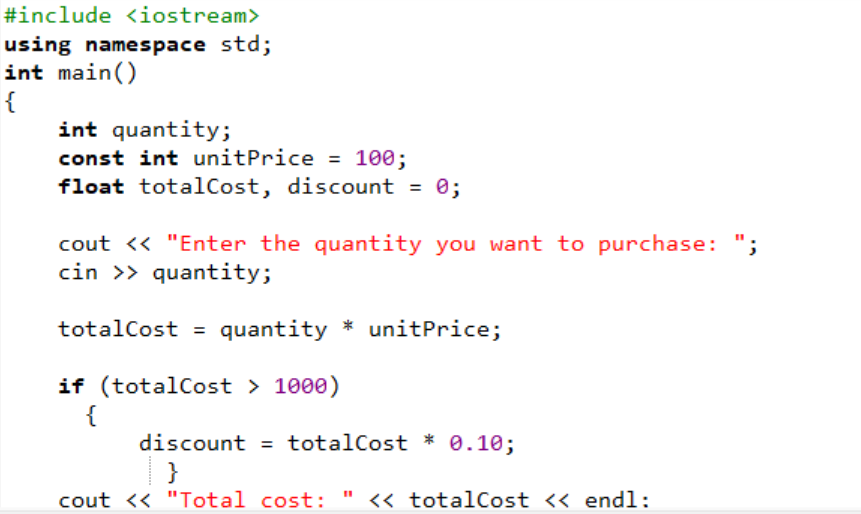 #include <iostream>
using namespace std;
int main()
{
    int quantity;
    const int unitPrice = 100;
    float totalCost, discount = 0;

    cout << "Enter the quantity you want to purchase: ";
    cin >> quantity;

    totalCost = quantity * unitPrice;

    if (totalCost > 1000)
      {
          discount = totalCost * 0.10;
            }
    cout << "Total cost: " << totalCost << endl: